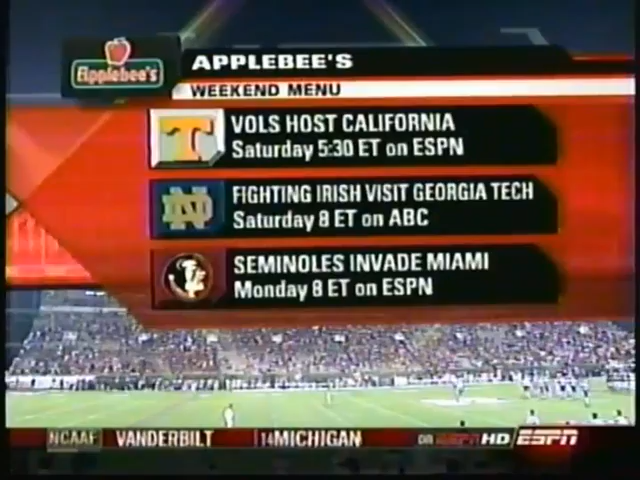 Applebee's
APPLEBEE'S
WEEKEND MENU
T
VOLS HOST CALIFORNIA
Saturday 5:30 ET on ESPN
ND
FIGHTING IRISH VISIT GEORGIA TECH
Saturday 8 ET on ABC
SEMINOLES INVADE MIAMI
Monday 8 ET on ESPN
NCAAF VANDERBILT 14 MICHIGAN ON ESPN HD ESPN